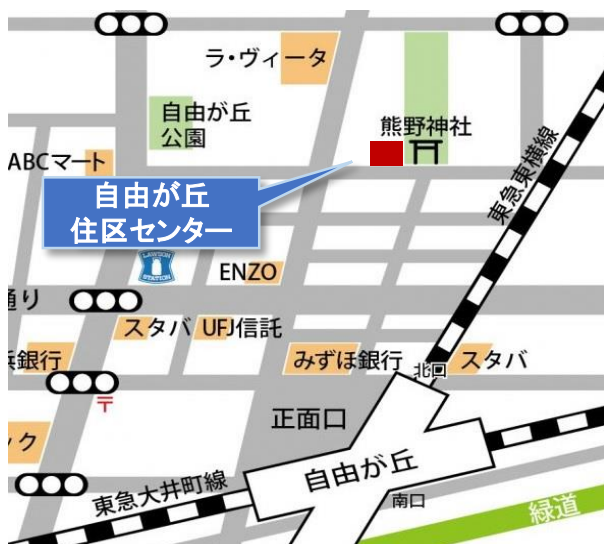 ラ・ヴィータ
自由が丘
公園
熊野神社
ABCマート
東急東横線
自由が丘
住区センター
LAWSON
STATION
ENZO
通り
スタバ
UFJ信託
浜銀行
みずほ銀行
北口
スタバ
〒
正面口
ック
自由が丘
東急大井町線
南口
緑道